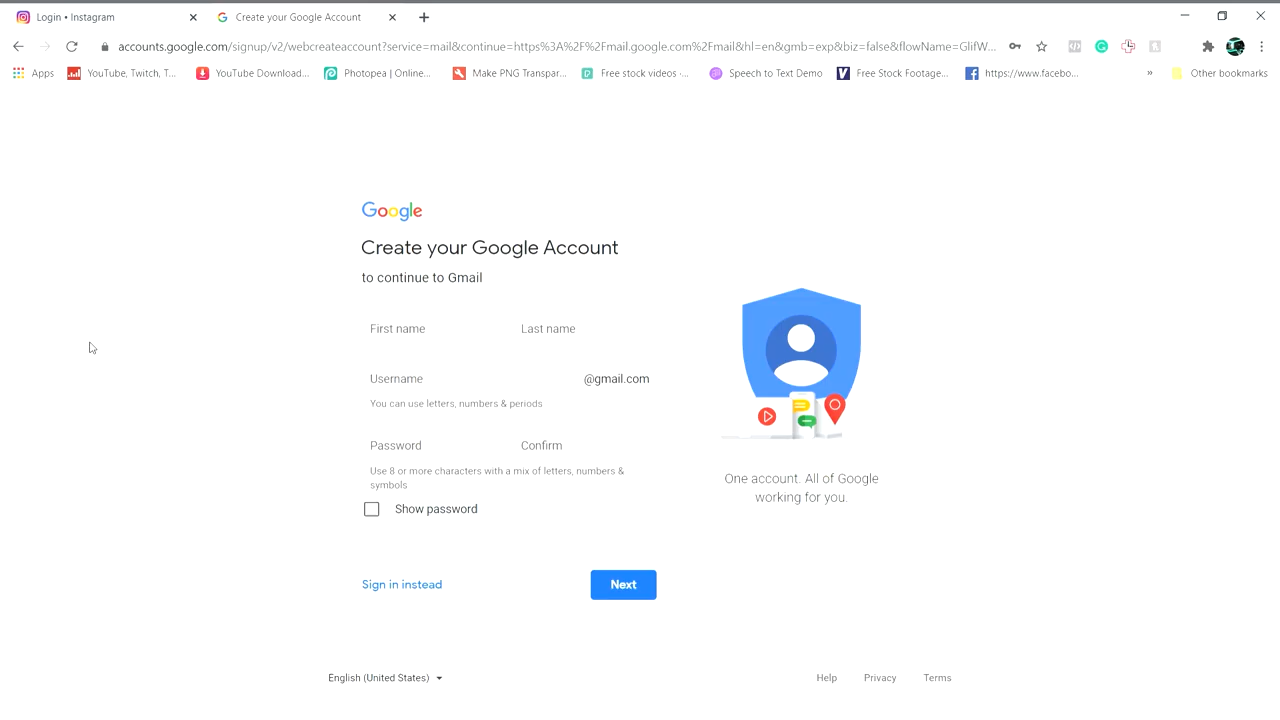 Login • Instagram
Create your Google Account
accounts.google.com/signup/v2/webcreateaccount?service=mail&continue=https%3A%2F%2Fmail.google.com%2Fmail&hl=en&gmb=exp&biz=false&flowName=GlifW...
Apps
YouTube, Twitch, T...
YouTube Download...
Photopea | Online...
Make PNG Transpar...
Free stock videos -...
Speech to Text Demo
Free Stock Footage...
https://www.facebo...
»
Other bookmarks
Google
Create your Google Account
to continue to Gmail
First name
Last name
Username
@gmail.com
You can use letters, numbers & periods
Password
Confirm
Use 8 or more characters with a mix of letters, numbers &
symbols
Show password
One account. All of Google
working for you.
Sign in instead
Next
English (United States)
Help
Privacy
Terms